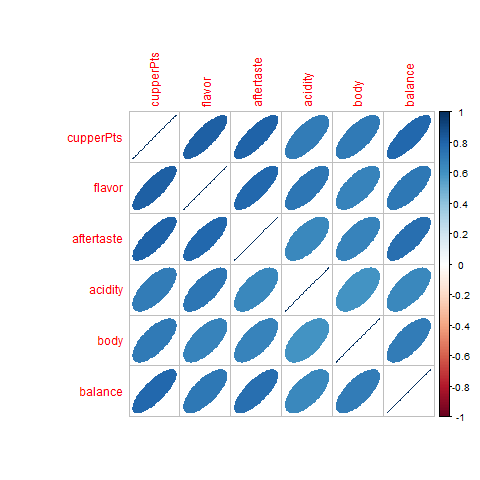 cupperPts
flavor
aftertaste
acidity
body
balance
cupperPts
flavor
aftertaste
acidity
body
balance
1
0.8
0.6
0.4
0.2
0
-0.2
-0.4
-0.6
-0.8
-1